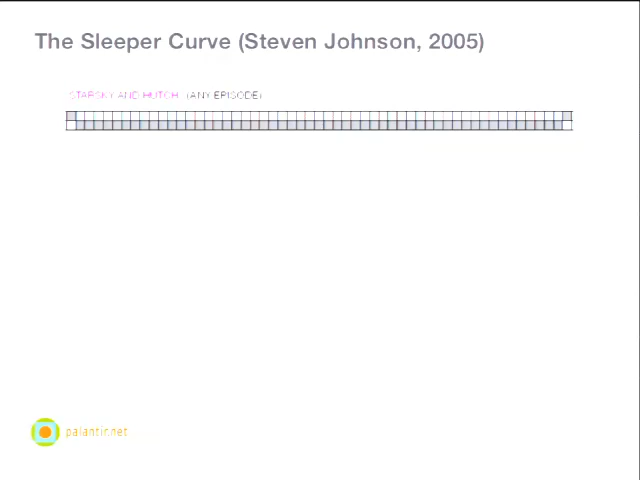 The Sleeper Curve (Steven Johnson, 2005)
STARSKY AND HUTCH (ANY EPISODE)
palantir.net